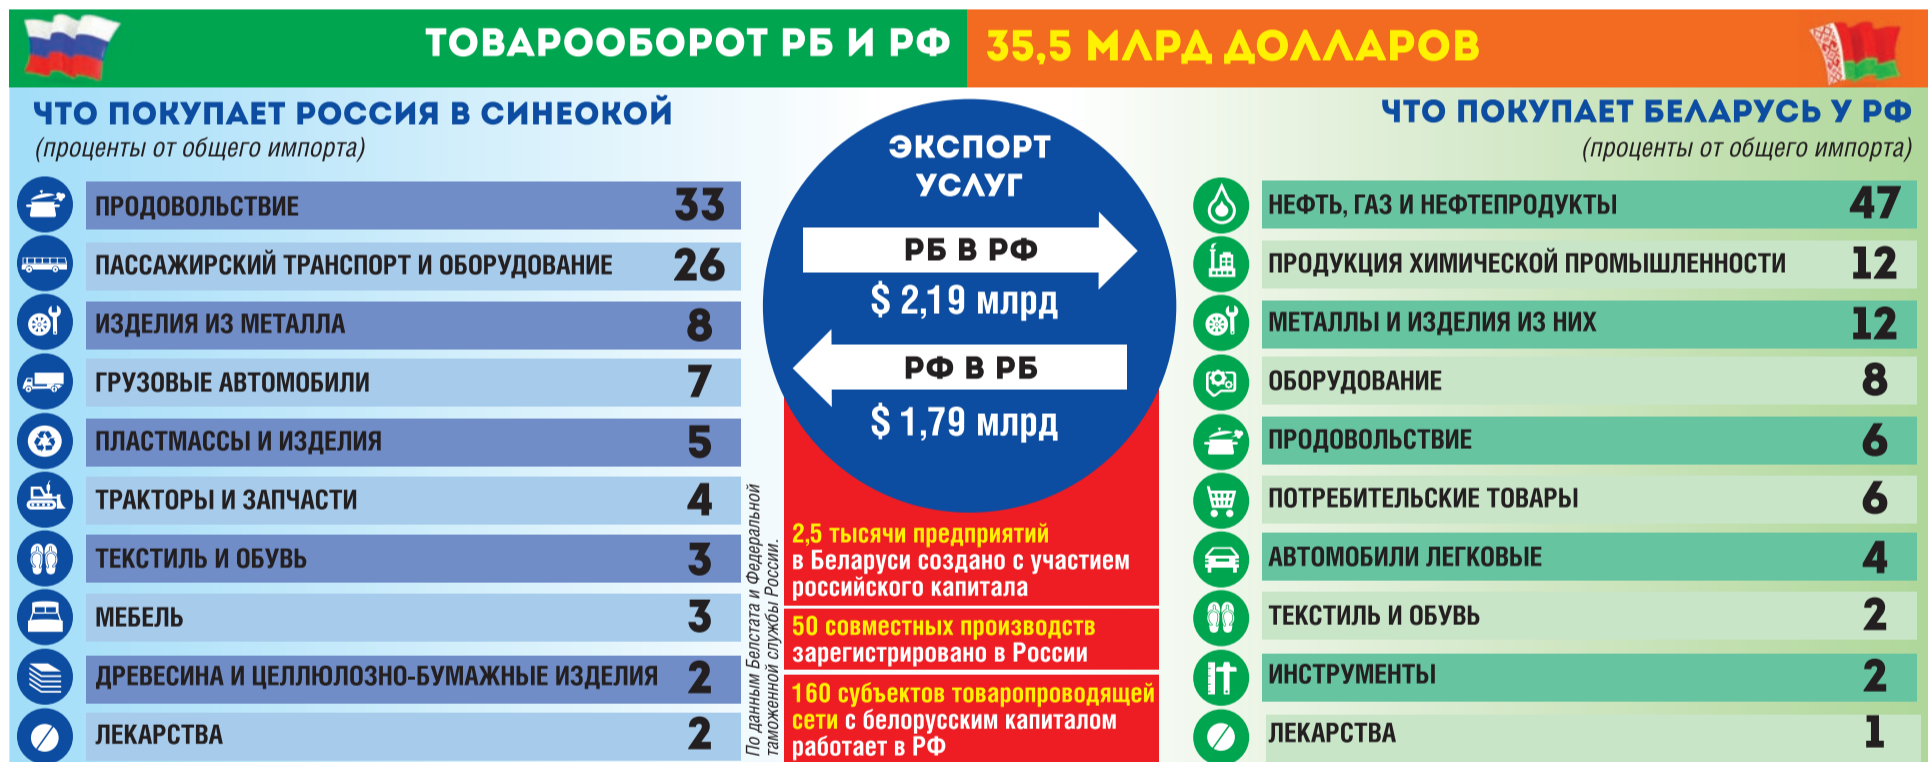 ТОВАРООБОРОТ РБ И РФ 35,5 МЛРД ДОЛЛАРОВ
ЧТО ПОКУПАЕТ РОССИЯ В СИНЕОКОЙ
(проценты от общего импорта)
ПРОДОВОЛЬСТВИЕ 33
ПАССАЖИРСКИЙ ТРАНСПОРТ И ОБОРУДОВАНИЕ 26
ИЗДЕЛИЯ ИЗ МЕТАЛЛА 8
ГРУЗОВЫЕ АВТОМОБИЛИ 7
ПЛАСТМАССЫ И ИЗДЕЛИЯ 5
ТРАКТОРЫ И ЗАПЧАСТИ 4
ТЕКСТИЛЬ И ОБУВЬ 3
МЕБЕЛЬ 3
ДРЕВЕСИНА И ЦЕЛЛЮЛОЗНО-БУМАЖНЫЕ ИЗДЕЛИЯ 2
ЛЕКАРСТВА 2
По данным Белстата и Федеральной
таможенной службы России.
ЭКСПОРТ
УСЛУГ
РБ В РФ
$ 2,19 млрд
РФ В РБ
$ 1,79 млрд
2,5 тысячи предприятий
в Беларуси создано с участием
российского капитала
50 совместных производств
зарегистрировано в России
160 субъектов товаропроводящей
сети с белорусским капиталом
работает в РФ
ЧТО ПОКУПАЕТ БЕЛАРУСЬ У РФ
(проценты от общего импорта)
НЕФТЬ, ГАЗ И НЕФТЕПРОДУКТЫ 47
ПРОДУКЦИЯ ХИМИЧЕСКОЙ ПРОМЫШЛЕННОСТИ 12
МЕТАЛЛЫ И ИЗДЕЛИЯ ИЗ НИХ 12
ОБОРУДОВАНИЕ 8
ПРОДОВОЛЬСТВИЕ 6
ПОТРЕБИТЕЛЬСКИЕ ТОВАРЫ 6
АВТОМОБИЛИ ЛЕГКОВЫЕ 4
ТЕКСТИЛЬ И ОБУВЬ 2
ИНСТРУМЕНТЫ 2
ЛЕКАРСТВА 1